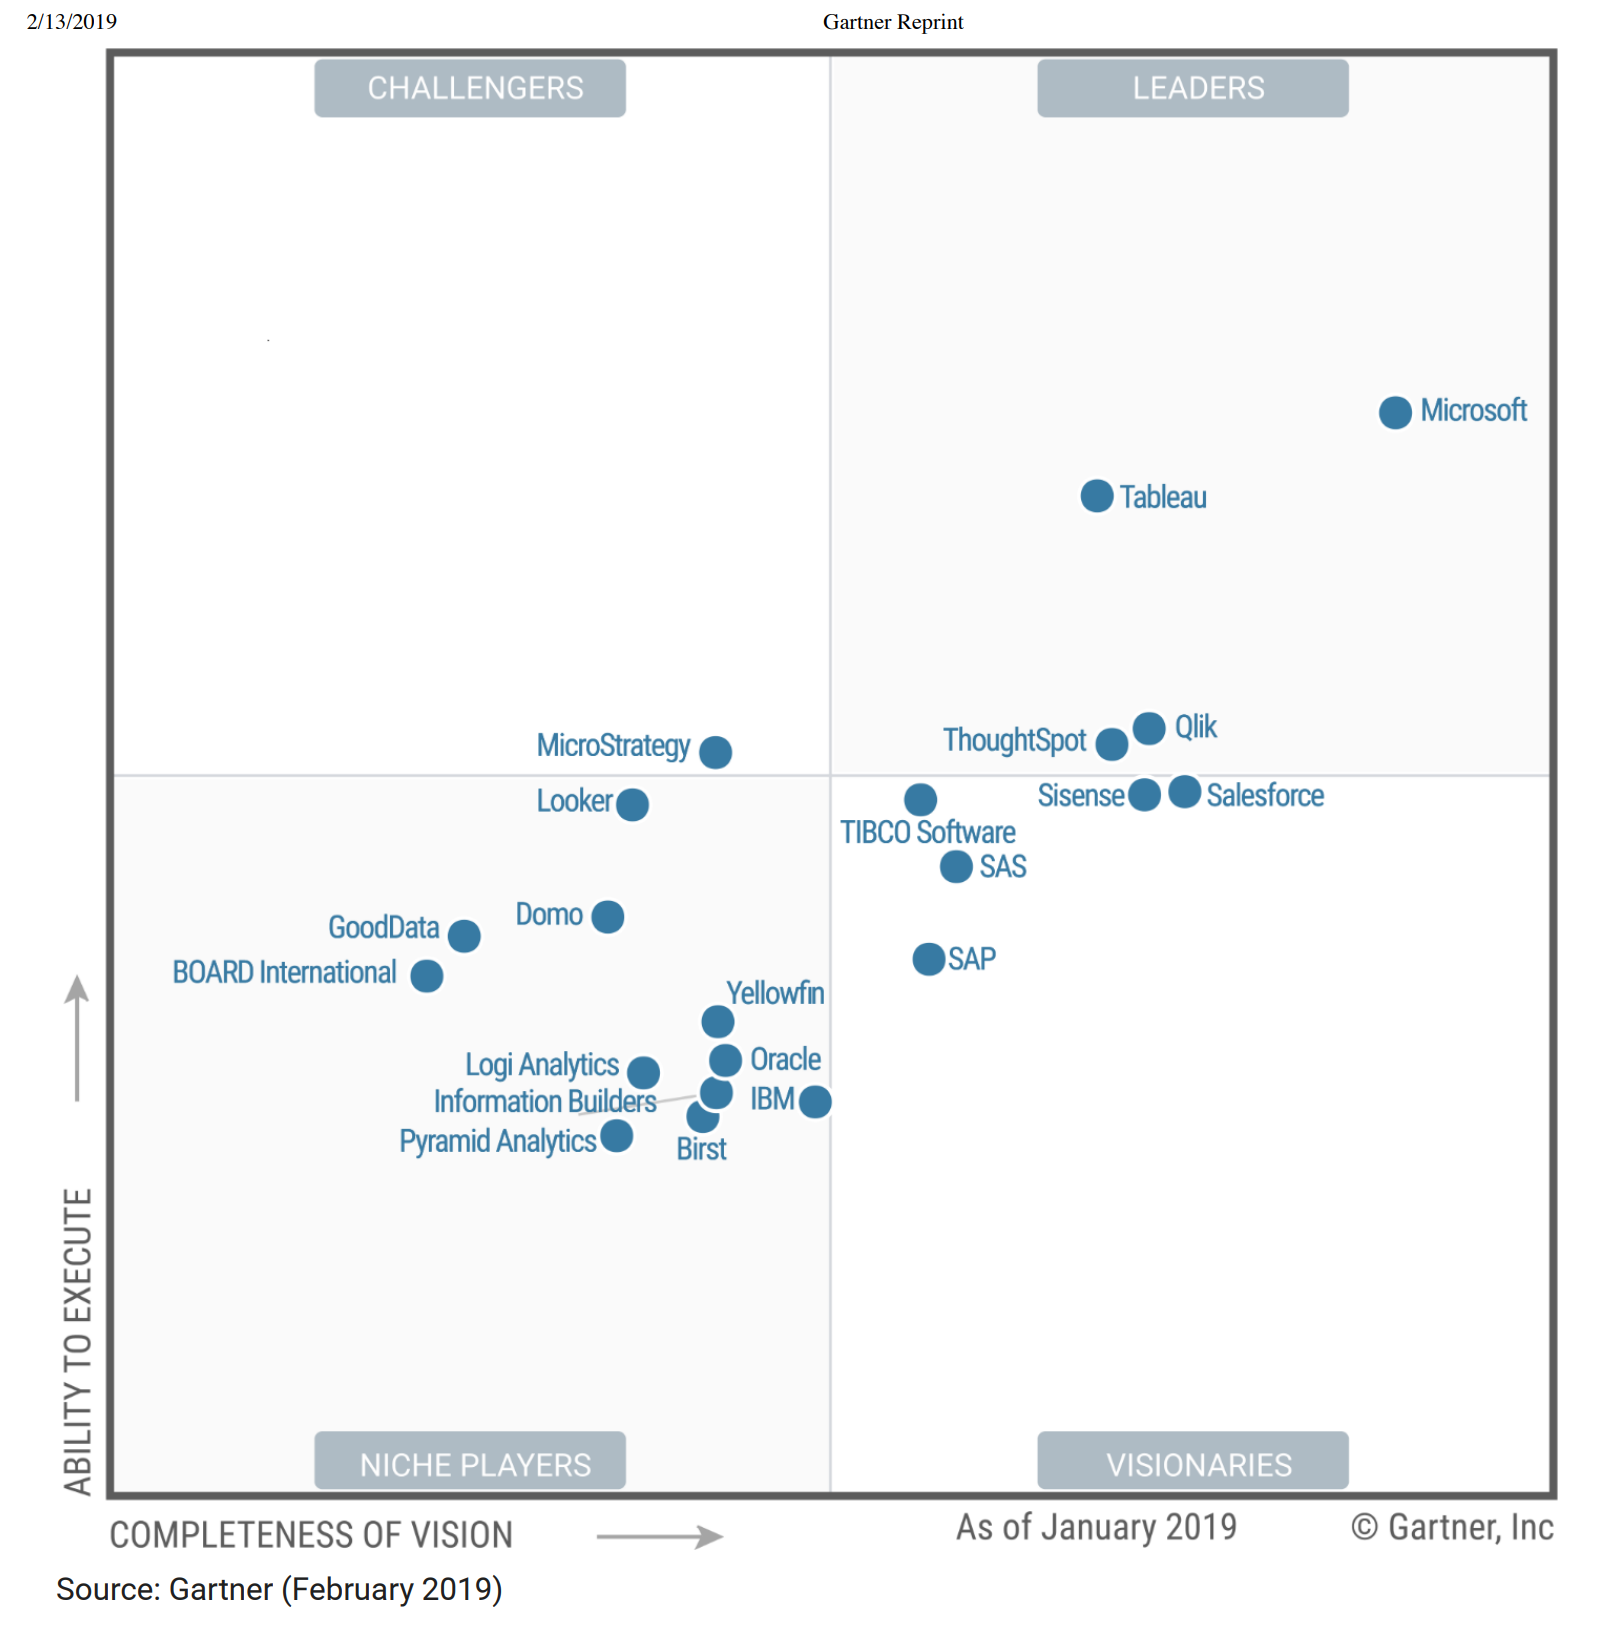 2/13/2019 Gartner Reprint
CHALLENGERS LEADERS
Microsoft
Tableau
Qlik
ThoughtSpot
MicroStrategy
Looker
Sisense Salesforce
TIBCO Software
SAS
Domo
GoodData
SAP
BOARD International
Yellowfin
Oracle
Logi Analytics
IBM
Information Builders
Pyramid Analytics
Birst
ABILITY TO EXECUTE
NICHE PLAYERS VISIONARIES
COMPLETENESS OF VISION As of January 2019 © Gartner, Inc
Source: Gartner (February 2019)